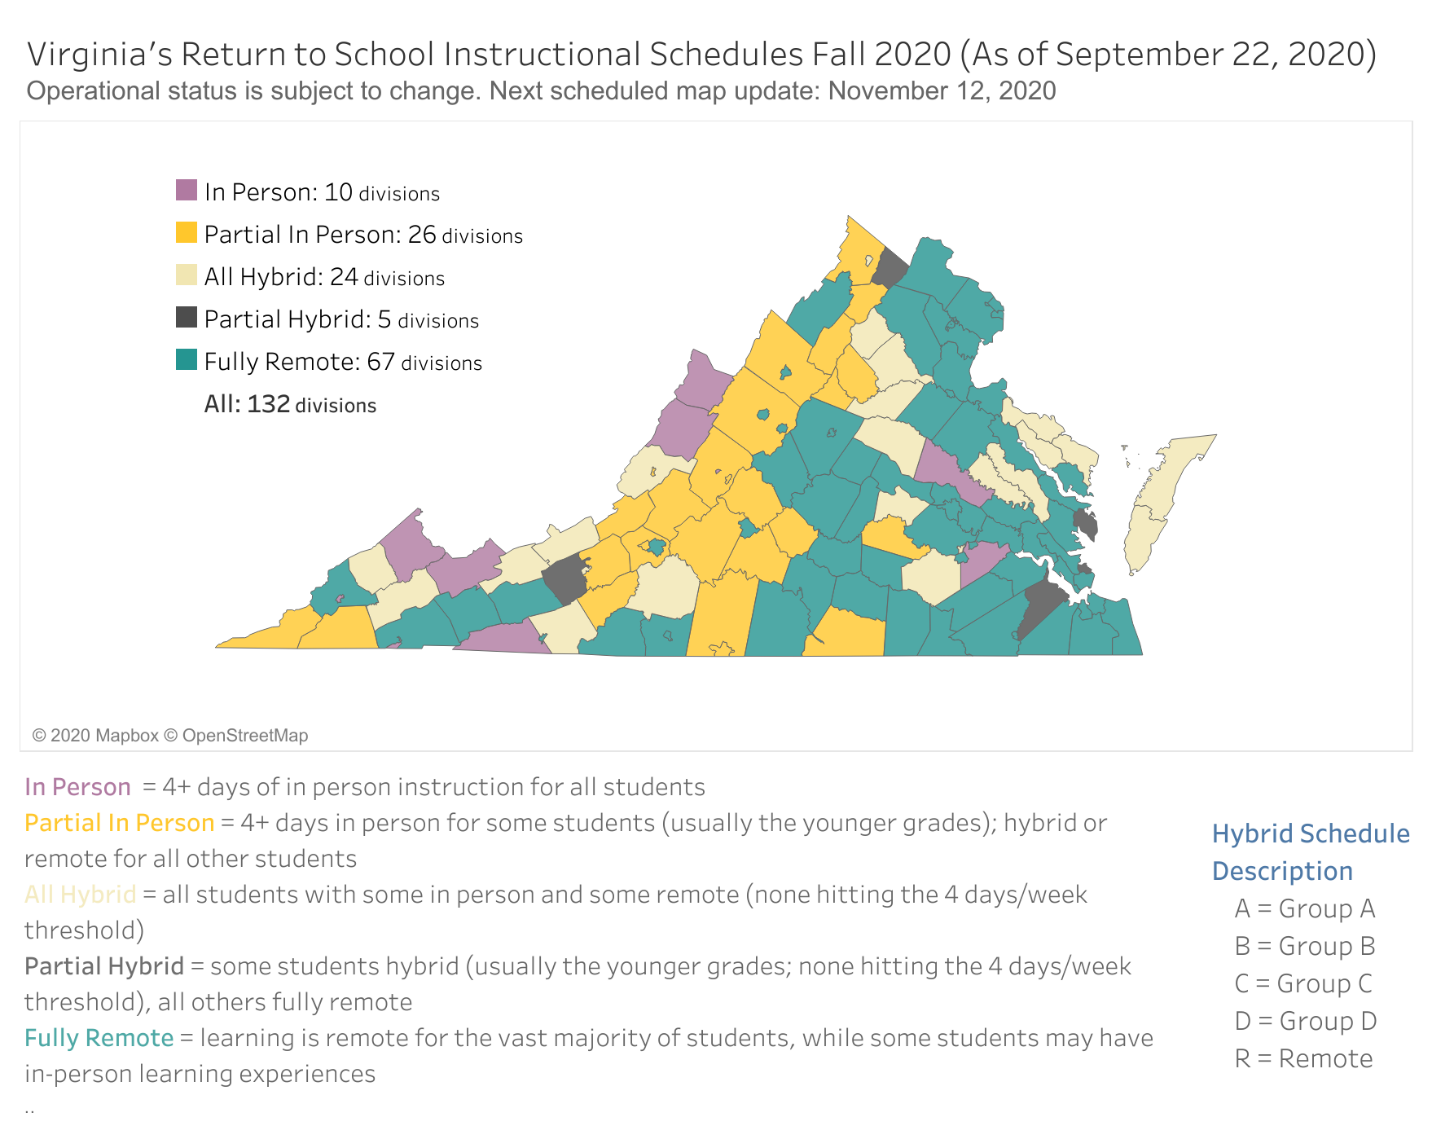 Virginia's Return to School Instructional Schedules Fall 2020 (As of September 22, 2020)
Operational status is subject to change. Next scheduled map update: November 12, 2020
In Person: 10 divisions
Partial In Person: 26 divisions
All Hybrid: 24 divisions
Partial Hybrid: 5 divisions
Fully Remote: 67 divisions
All: 132 divisions
© 2020 Mapbox © OpenStreetMap
In Person = 4+ days of in person instruction for all students
Partial In Person = 4+ days in person for some students (usually the younger grades); hybrid or
remote for all other students
All Hybrid = all students with some in person and some remote (none hitting the 4 days/week
threshold)
Partial Hybrid = some students hybrid (usually the younger grades; none hitting the 4 days/week
threshold), all others fully remote
Fully Remote = learning is remote for the vast majority of students, while some students may have
in-person learning experiences
..
Hybrid Schedule
Description
A = Group A
B = Group B
C = Group C
D = Group D
R = Remote